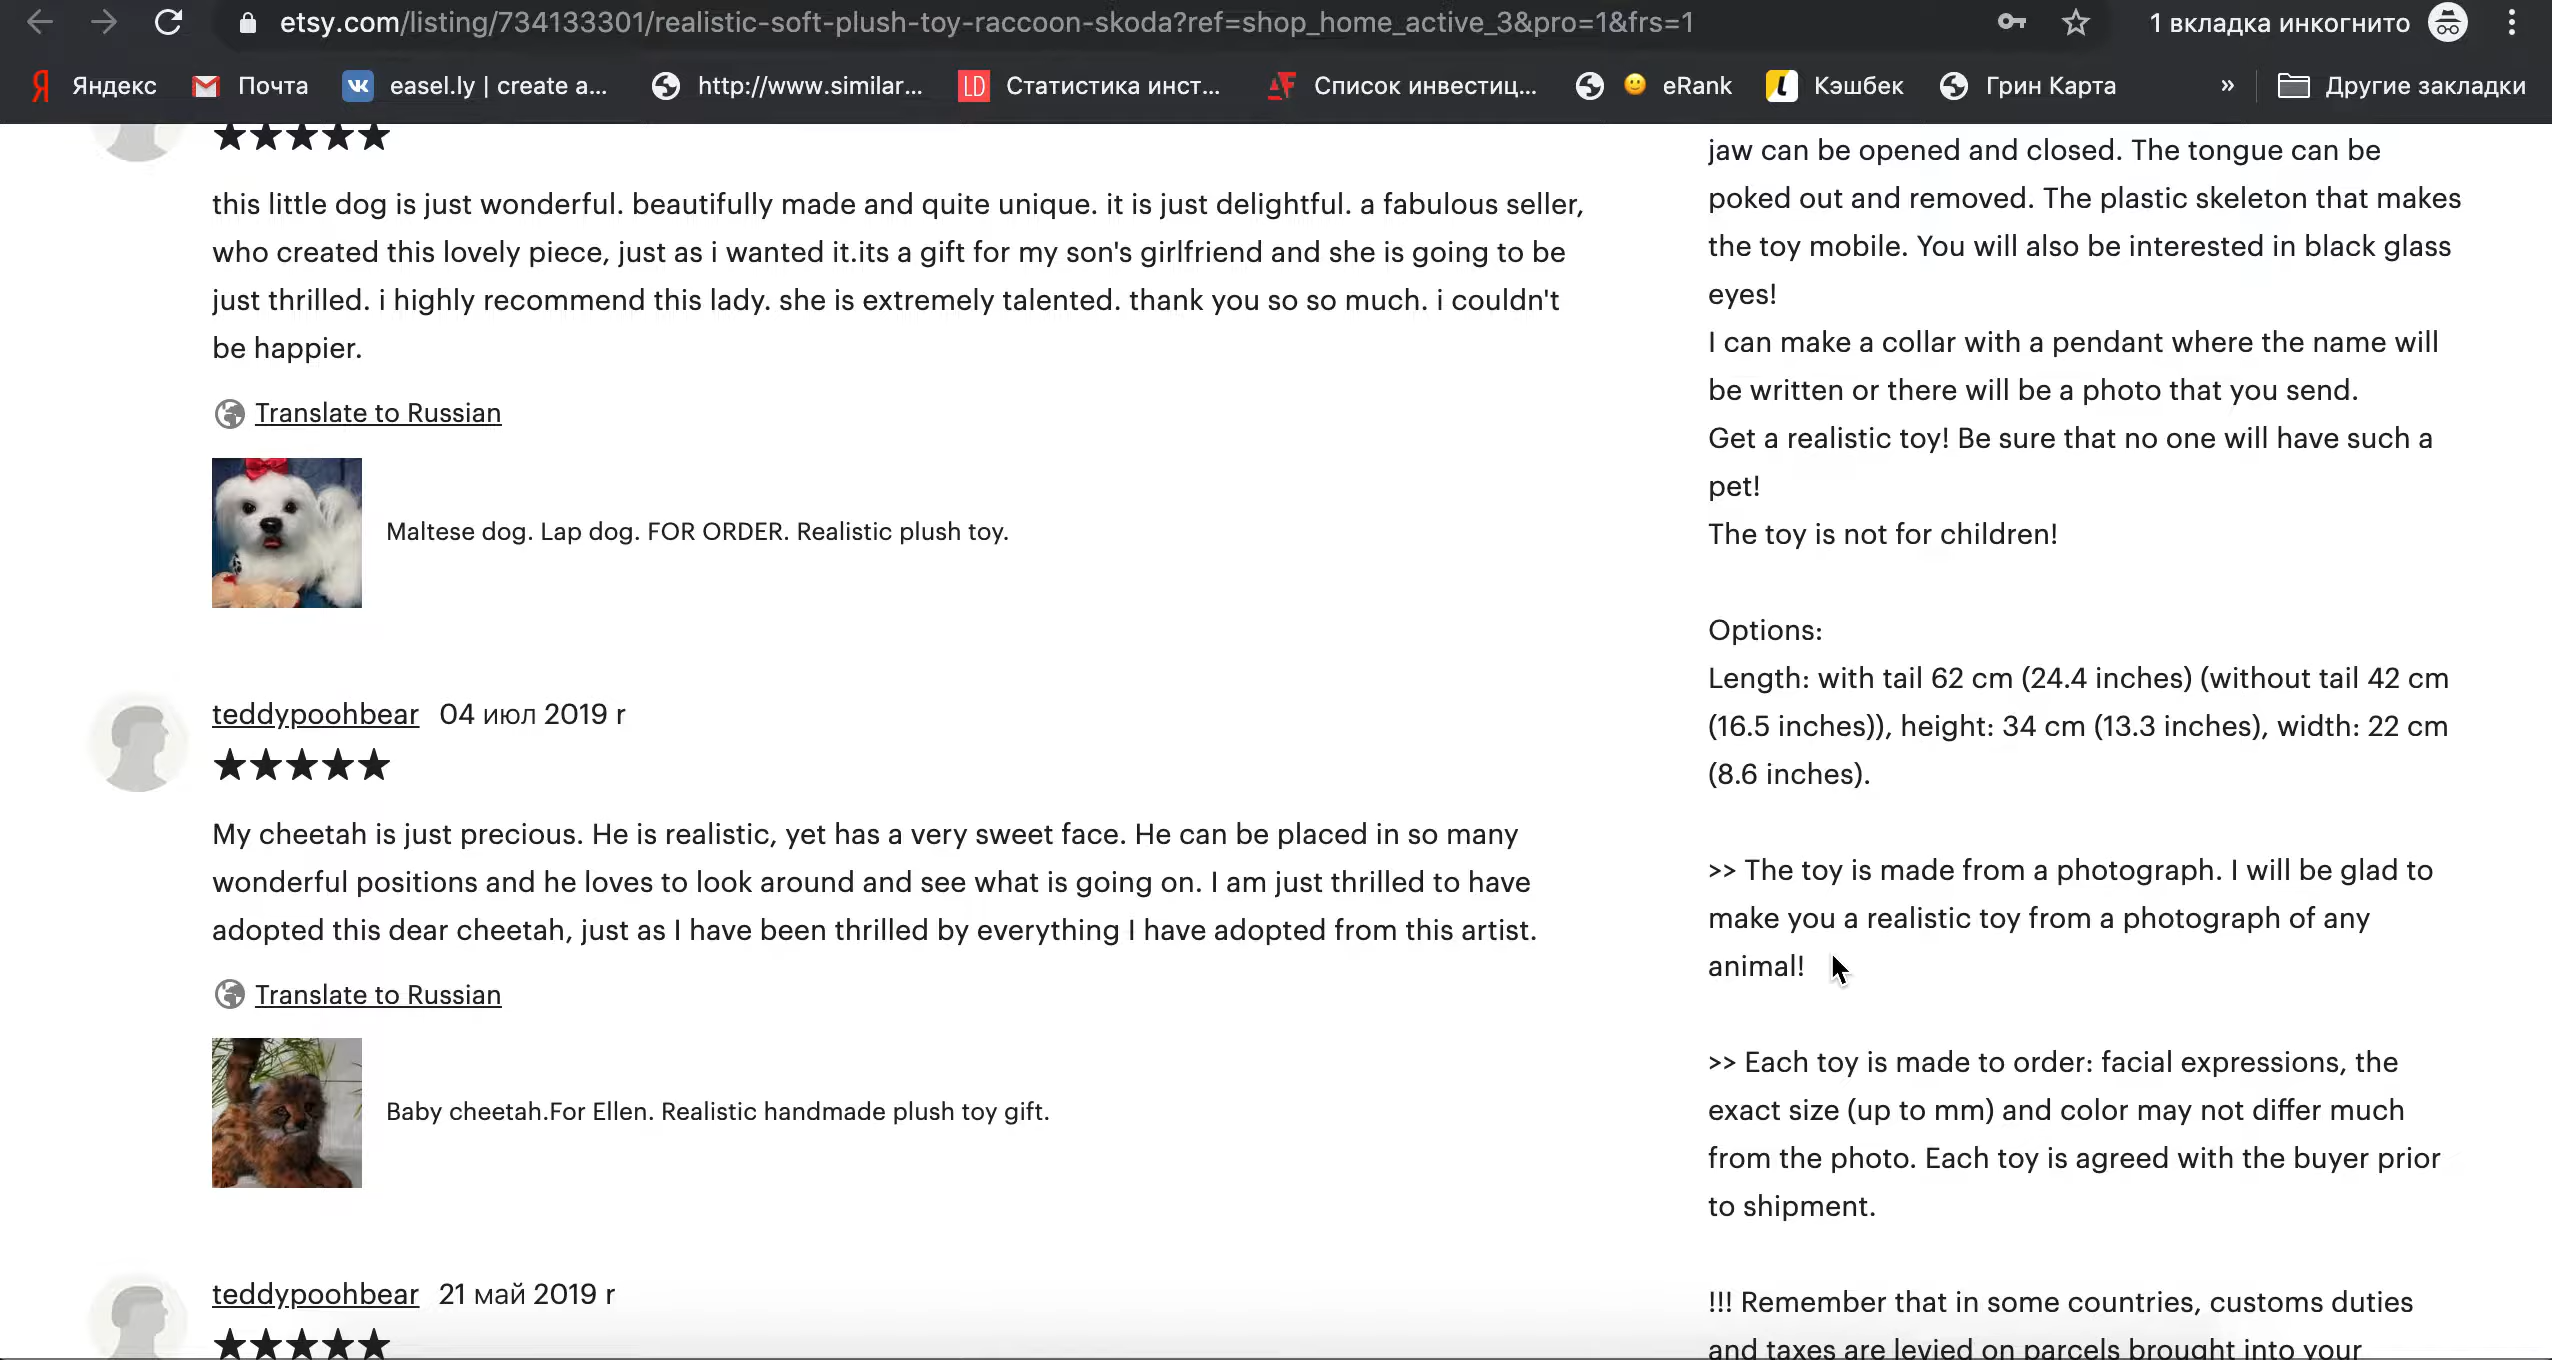 etsy.com/listing/734133301/realistic-soft-plush-toy-raccoon-skoda?ref=shop_home_active_3&pro=1&frs=1
1 вкладка инкогнито
Яндекс
Почта
easel.ly | create a...
http://www.similar...
Статистика инст...
Список инвестиц...
eRank
Кэшбек
Грин Карта
»
Другие закладки
this little dog is just wonderful. beautifully made and quite unique. it is just delightful. a fabulous seller,
who created this lovely piece, just as i wanted it.its a gift for my son's girlfriend and she is going to be
just thrilled. i highly recommend this lady. she is extremely talented. thank you so so much. i couldn't
be happier.
Translate to Russian
Maltese dog. Lap dog. FOR ORDER. Realistic plush toy.
teddypoohbear 04 июл 2019 г
My cheetah is just precious. He is realistic, yet has a very sweet face. He can be placed in so many
wonderful positions and he loves to look around and see what is going on. I am just thrilled to have
adopted this dear cheetah, just as I have been thrilled by everything I have adopted from this artist.
Translate to Russian
Baby cheetah.For Ellen. Realistic handmade plush toy gift.
teddypoohbear 21 май 2019 г
jaw can be opened and closed. The tongue can be
poked out and removed. The plastic skeleton that makes
the toy mobile. You will also be interested in black glass
eyes!
I can make a collar with a pendant where the name will
be written or there will be a photo that you send.
Get a realistic toy! Be sure that no one will have such a
pet!
The toy is not for children!
Options:
Length: with tail 62 cm (24.4 inches) (without tail 42 cm
(16.5 inches)), height: 34 cm (13.3 inches), width: 22 cm
(8.6 inches).
>> The toy is made from a photograph. I will be glad to
make you a realistic toy from a photograph of any
animal!
>> Each toy is made to order: facial expressions, the
exact size (up to mm) and color may not differ much
from the photo. Each toy is agreed with the buyer prior
to shipment.
!!! Remember that in some countries, customs duties
and taxes are levied on parcels brought into your